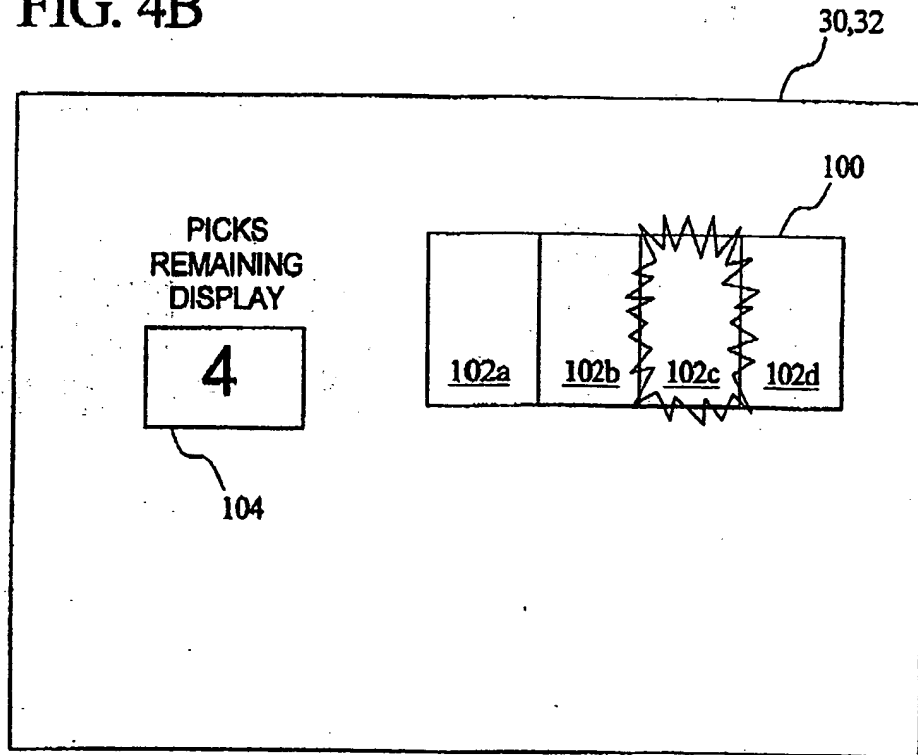 FIG. 4B
30,32
100
PICKS
REMAINING
DISPLAY
4
102a 102b 102c 102d
104